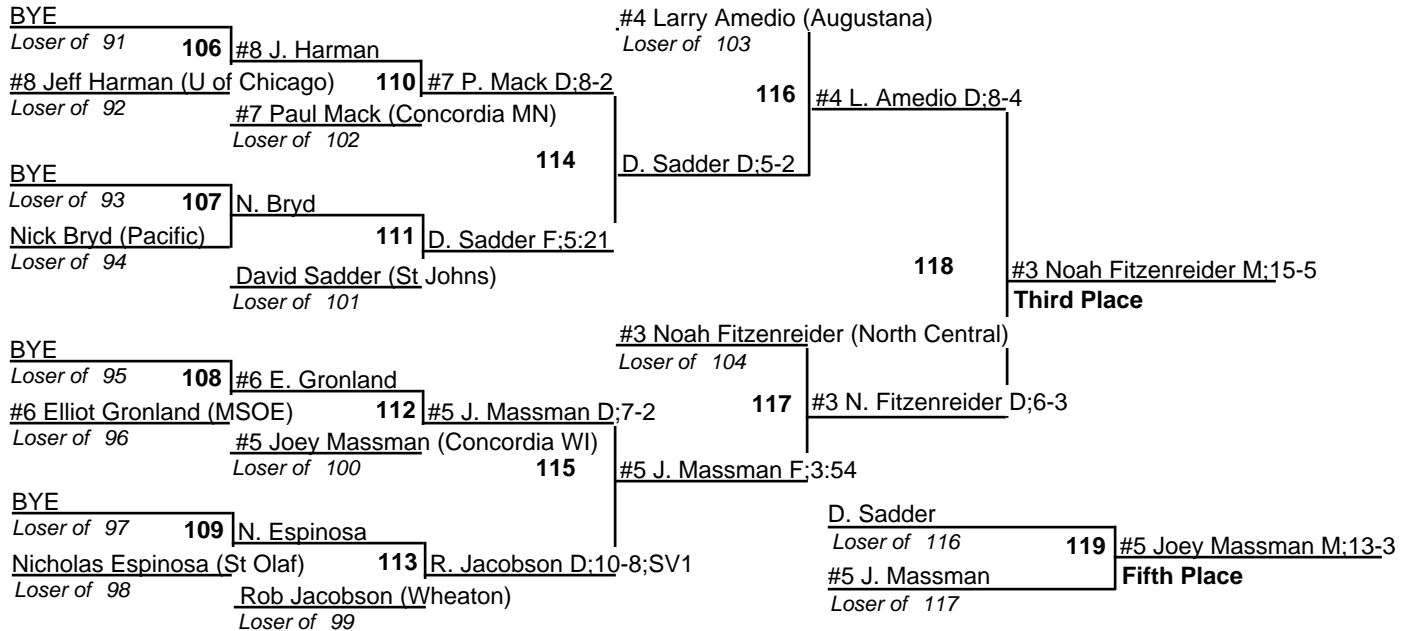 BYE
Loser of 91
106
#8 J. Harman
#8 Jeff Harman (U of Chicago)
Loser of 92
110
#7 P. Mack D;8-2
#7 Paul Mack (Concordia MN)
Loser of 102
114
BYE
Loser of 93
107
N. Bryd
Nick Bryd (Pacific)
Loser of 94
111
D. Sadder F;5:21
David Sadder (St Johns)
Loser of 101
#4 Larry Amedio (Augustana)
Loser of 103
116
#4 L. Amedio D;8-4
D. Sadder D;5-2
118
#3 Noah Fitzenreider M;15-5
Third Place
BYE
Loser of 95
108
#6 E. Gronland
#6 Elliot Gronland (MSOE)
Loser of 96
112
#5 J. Massman D;7-2
#5 Joey Massman (Concordia WI)
Loser of 100
115
BYE
Loser of 97
109
N. Espinosa
Nicholas Espinosa (St Olaf)
Loser of 98
113
R. Jacobson D;10-8;SV1
Rob Jacobson (Wheaton)
Loser of 99
#3 Noah Fitzenreider (North Central)
Loser of 104
117
#3 N. Fitzenreider D;6-3
#5 J. Massman F;3:54
D. Sadder
Loser of 116
119
#5 Joey Massman M;13-3
#5 J. Massman
Fifth Place
Loser of 117